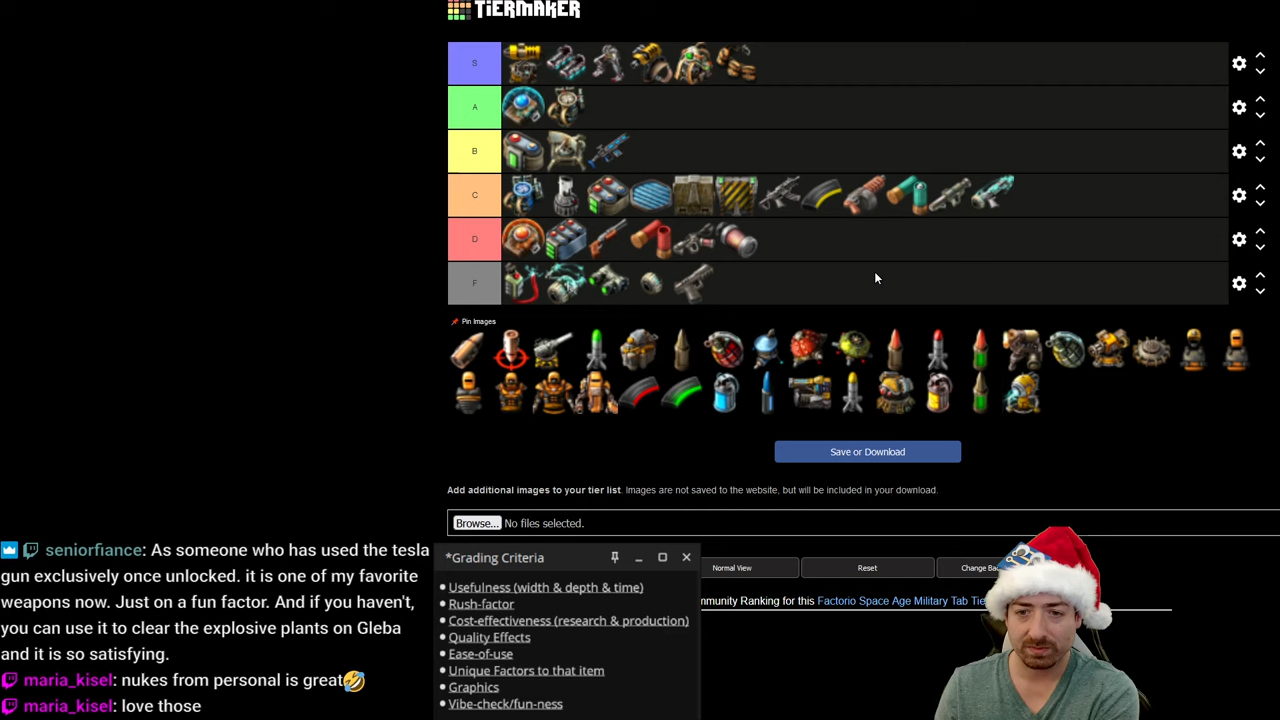 TiERMAKER
S
A
B
C
D
F
Pin Images
Save or Download
Add additional images to your tier list. Images are not saved to the website, but will be included in your download.
Browse... No files selected.
*Grading Criteria
Usefulness (width & depth & time)
Rush-factor
Cost-effectiveness (research & production)
Quality Effects
Ease-of-use
Unique Factors to that item
Graphics
Vibe-check/fun-ness
Normal View
Reset
Change Ba
mmunity Ranking for this Factorio Space Age Military Tab Tie
seniorfiance: As someone who has used the tesla
gun exclusively once unlocked. it is one of my favorite
weapons now. Just on a fun factor. And if you haven't,
you can use it to clear the explosive plants on Gleba
and it is so satisfying.
maria_kisel: nukes from personal is great🤣
maria_kisel: love those